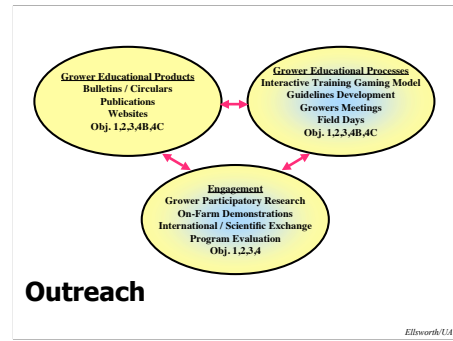 Grower Educational Products
Bulletins / Circulars
Publications
Websites
Obj. 1,2,3,4B,4C
Grower Educational Processes
Interactive Training Gaming Model
Guidelines Development
Growers Meetings
Field Days
Obj. 1,2,3,4B,4C
Engagement
Grower Participatory Research
On-Farm Demonstrations
International / Scientific Exchange
Program Evaluation
Obj. 1,2,3,4
Outreach
Ellsworth/UA